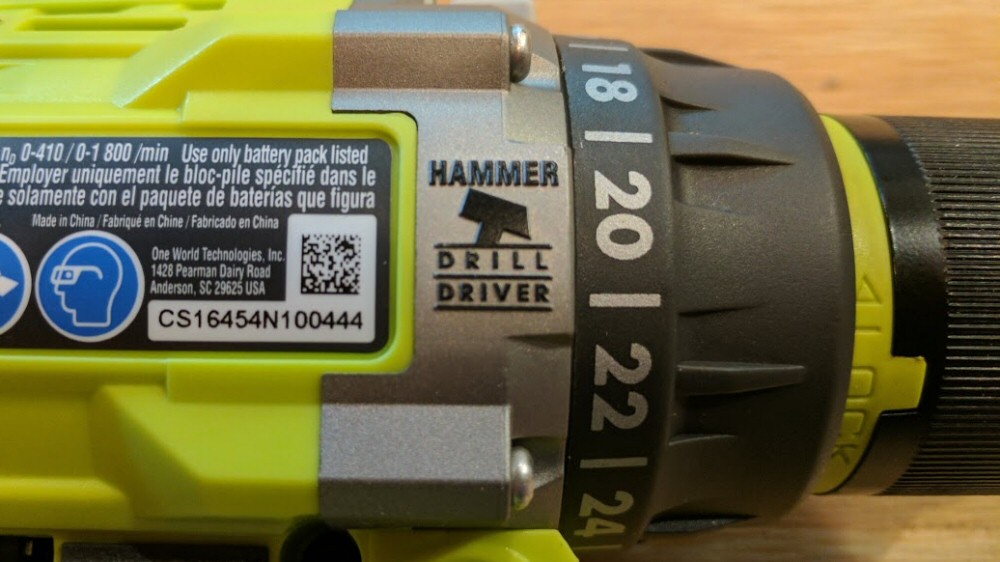 n₀ 0-410 / 0-1 800 /min Use only battery pack listed
Employer uniquement le bloc-pile spécifié dans le
solamente con el paquete de baterías que figura
Made in China / Fabriqué en Chine / Fabricado en China
One World Technologies, Inc.
1428 Pearman Dairy Road
Anderson, SC 29625 USA
CS16454N100444
HAMMER
DRILL
DRIVER
18
20
22
24
LOCK